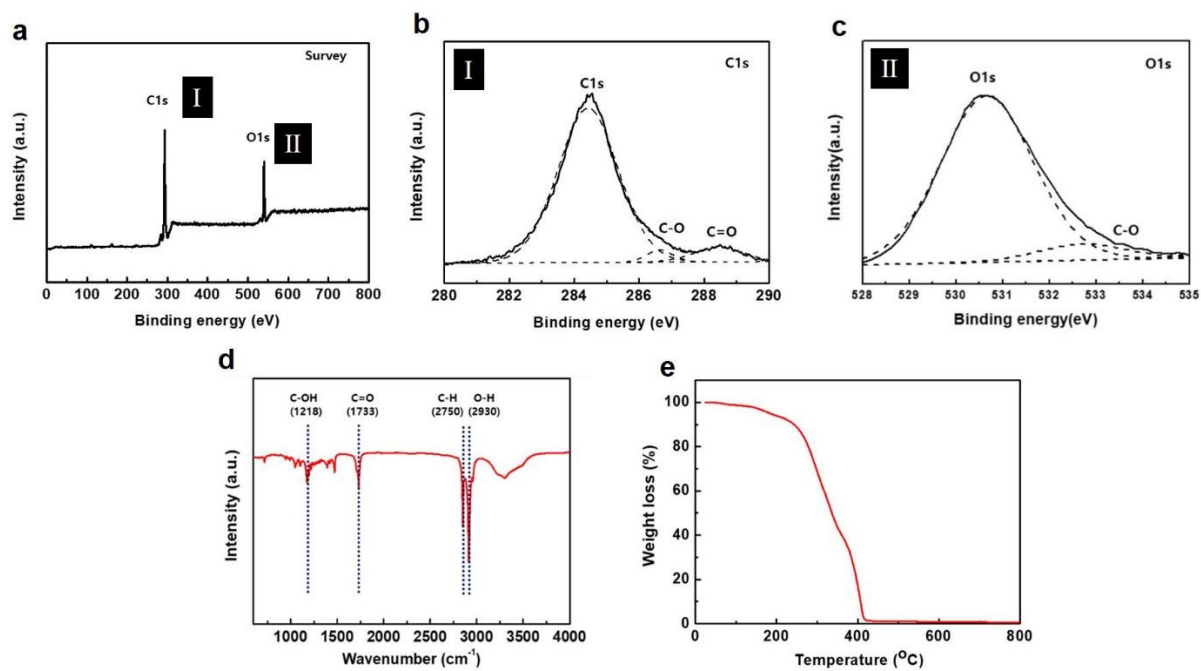 a
Survey
C1s
I
O1s
II
Intensity (a.u.)
0 100 200 300 400 500 600 700 800
Binding energy (eV)
b
I
C1s
C1s
C-O
C=O
Intensity (a.u.)
280 282 284 286 288 290
Binding energy (eV)
c
II
O1s
O1s
C-O
Intensity(a.u.)
528 529 530 531 532 533 534 535
Binding energy(eV)
d
C-OH C=O C-H O-H
(1218) (1733) (2750) (2930)
Intensity (a.u.)
1000 1500 2000 2500 3000 3500 4000
Wavenumber (cm⁻¹)
e
100
80
60
40
20
0
Weight loss (%)
0 200 400 600 800
Temperature (⁰C)